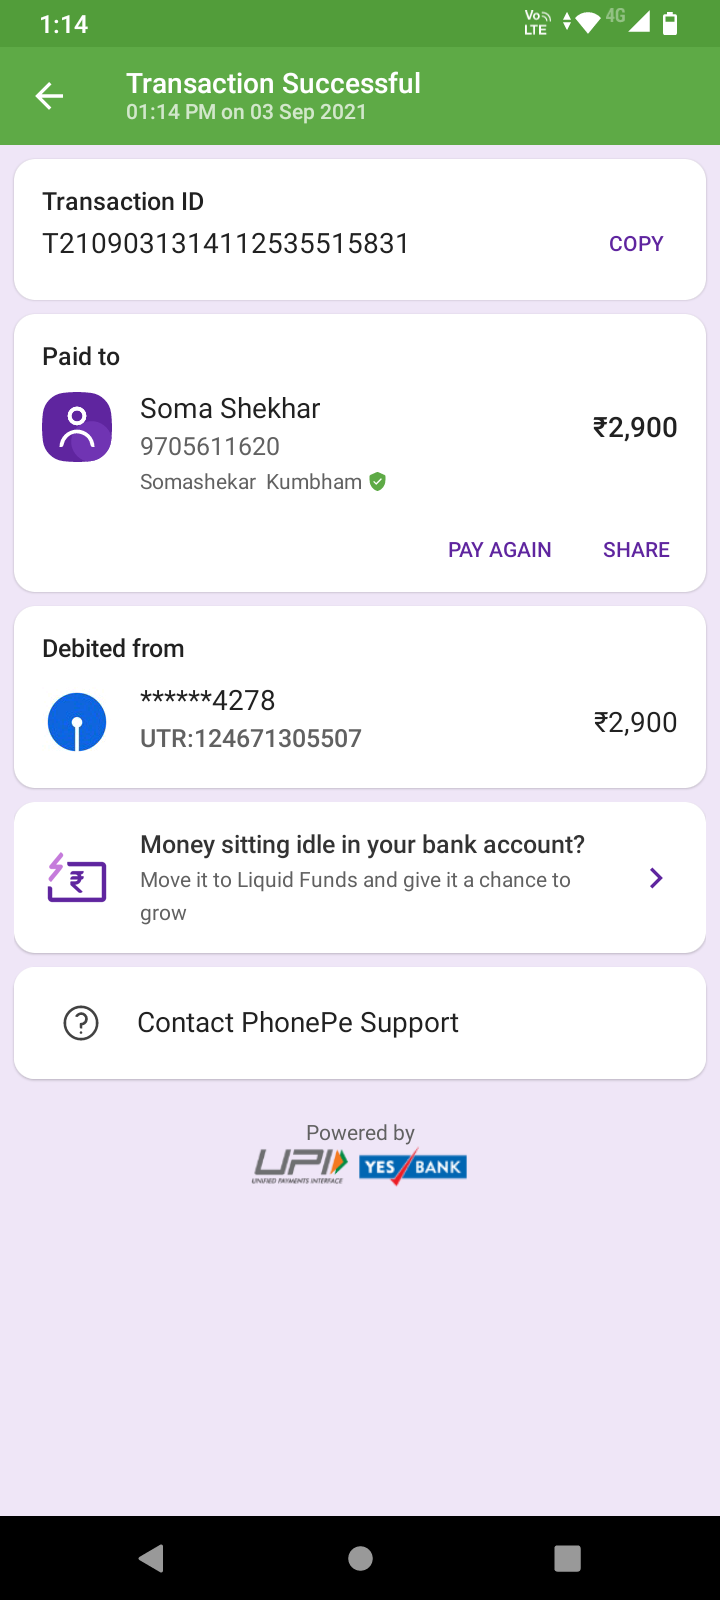 1:14
Vo LTE 4G
Transaction Successful
01:14 PM on 03 Sep 2021
Transaction ID
T2109031314112535515831
COPY
Paid to
Soma Shekhar
9705611620
Somashekar Kumbham
₹2,900
PAY AGAIN SHARE
Debited from
******4278
UTR:124671305507
₹2,900
Money sitting idle in your bank account?
Move it to Liquid Funds and give it a chance to
grow
Contact PhonePe Support
Powered by
UPI YES BANK
UNIFIED PAYMENTS INTERFACE